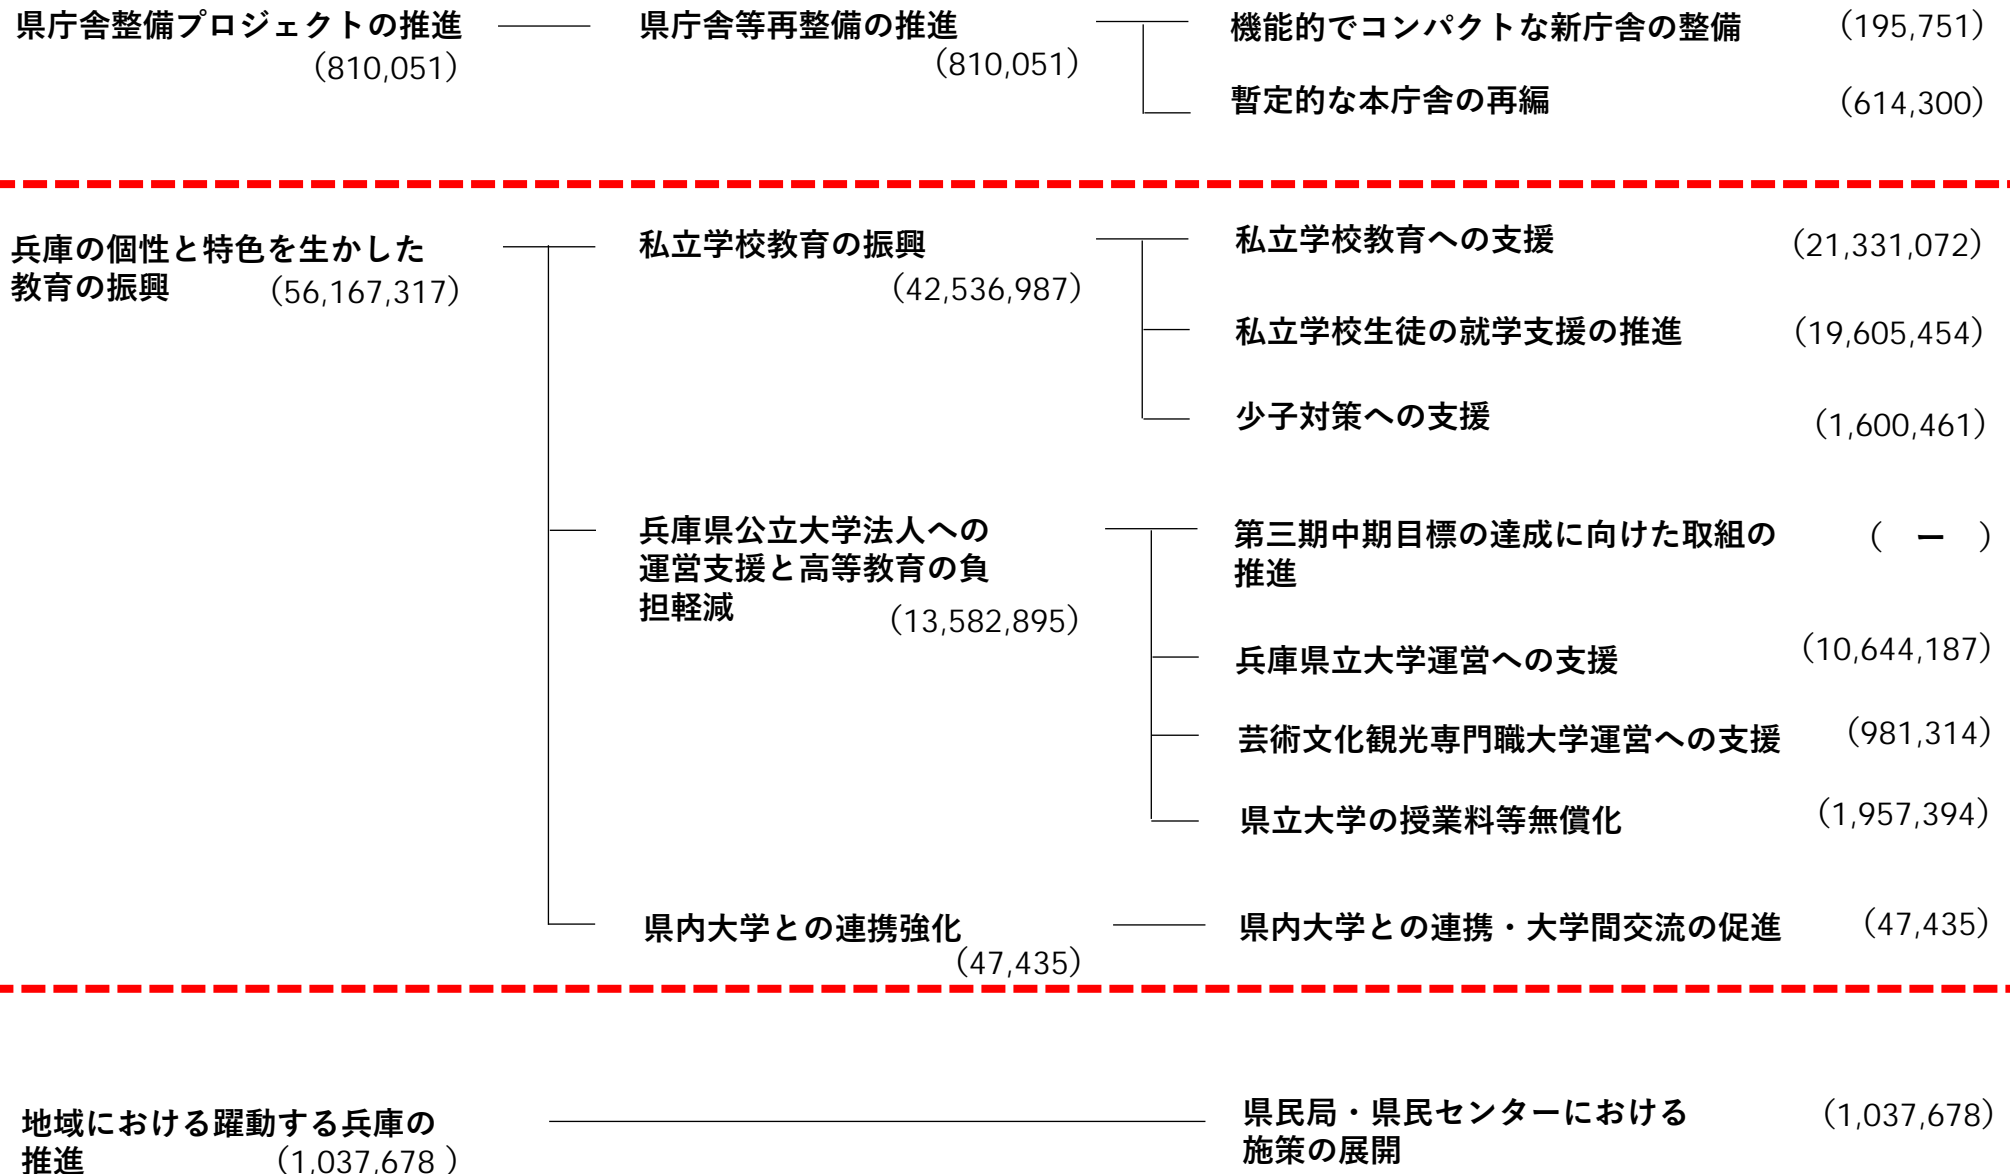 県庁舎整備プロジェクトの推進
（810,051）
県庁舎等再整備の推進
（810,051）
機能的でコンパクトな新庁舎の整備
（195,751）
暫定的な本庁舎の再編
（614,300）
兵庫の個性と特色を生かした
教育の振興
（56,167,317）
私立学校教育の振興
（42,536,987）
私立学校教育への支援
（21,331,072）
私立学校生徒の就学支援の推進
（19,605,454）
少子対策への支援
（1,600,461）
兵庫県公立大学法人への
運営支援と高等教育の負
担軽減
（13,582,895）
第三期中期目標の達成に向けた取組の
推進
（　ー　）
兵庫県立大学運営への支援
（10,644,187）
芸術文化観光専門職大学運営への支援
（981,314）
県立大学の授業料等無償化
（1,957,394）
県内大学との連携強化
（47,435）
県内大学との連携・大学間交流の促進
（47,435）
地域における躍動する兵庫の
推進
（1,037,678 ）
県民局・県民センターにおける
施策の展開
（1,037,678）